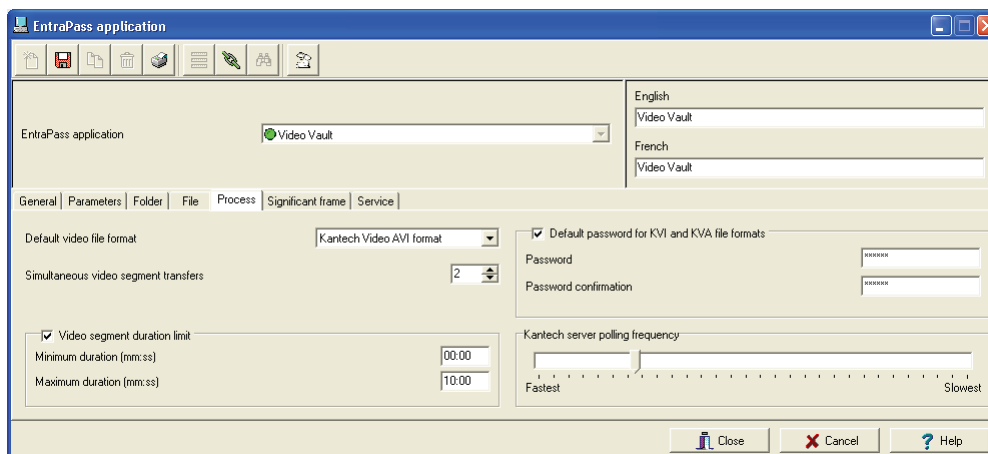 EntraPass application
English
EntraPass application
Video Vault
Video Vault
French
Video Vault
General Parameters Folder File Process Significant frame Service
Default video file format
Kantech Video AVI format
Simultaneous video segment transfers
2
Default password for KVI and KVA file formats
Password
******
Password confirmation
******
Video segment duration limit
Minimum duration (mm:ss)
00:00
Maximum duration (mm:ss)
10:00
Kantech server polling frequency
Fastest
Slowest
Close
Cancel
? Help